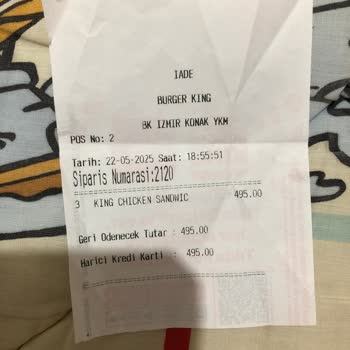 IADE
BURGER KING
BK IZMIR KONAK YKM
POS No: 2
Tarih: 22-05-2025 Saat: 18:55:51
Siparis Numarasi:2120
3 KING CHICKEN SANDWIC 495.00
Geri Odenecek Tutar : 495.00
Harici Kredi Karti : 495.00